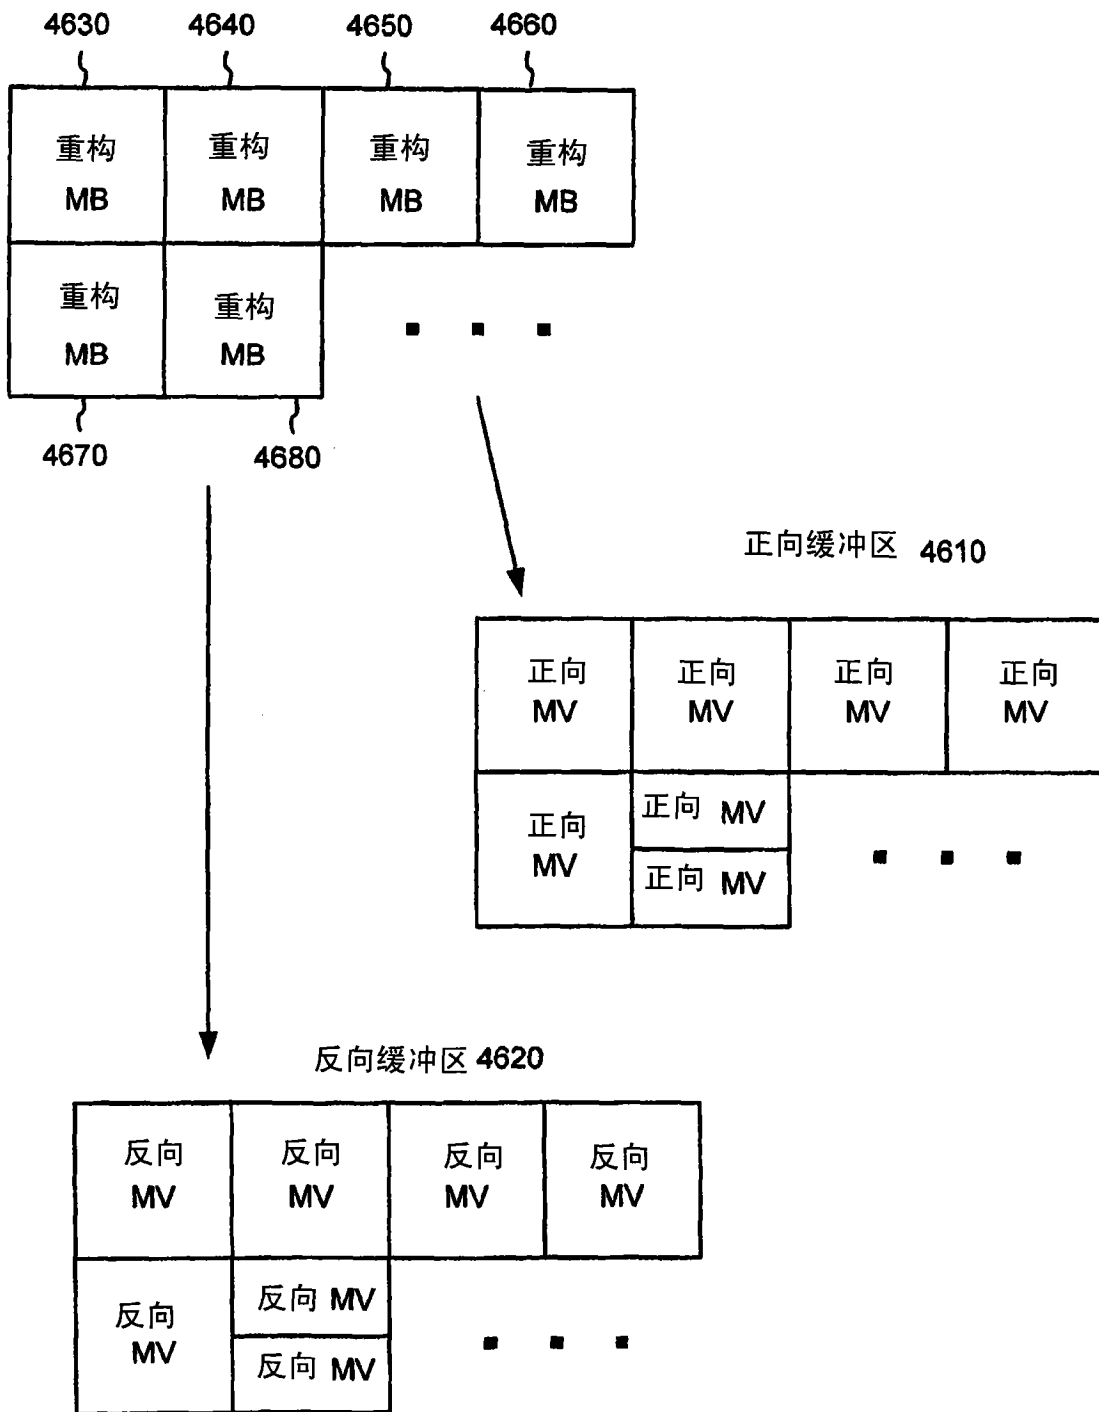 4630 4640 4650 4660
重构 重构 重构 重构
MB MB MB MB
重构 重构
MB MB
4670 4680
正向缓冲区 4610
正向 正向 正向 正向
MV MV MV MV
正向 MV
正向
MV
正向 MV
反向缓冲区 4620
反向 反向 反向 反向
MV MV MV MV
反向 MV
反向
MV
反向 MV